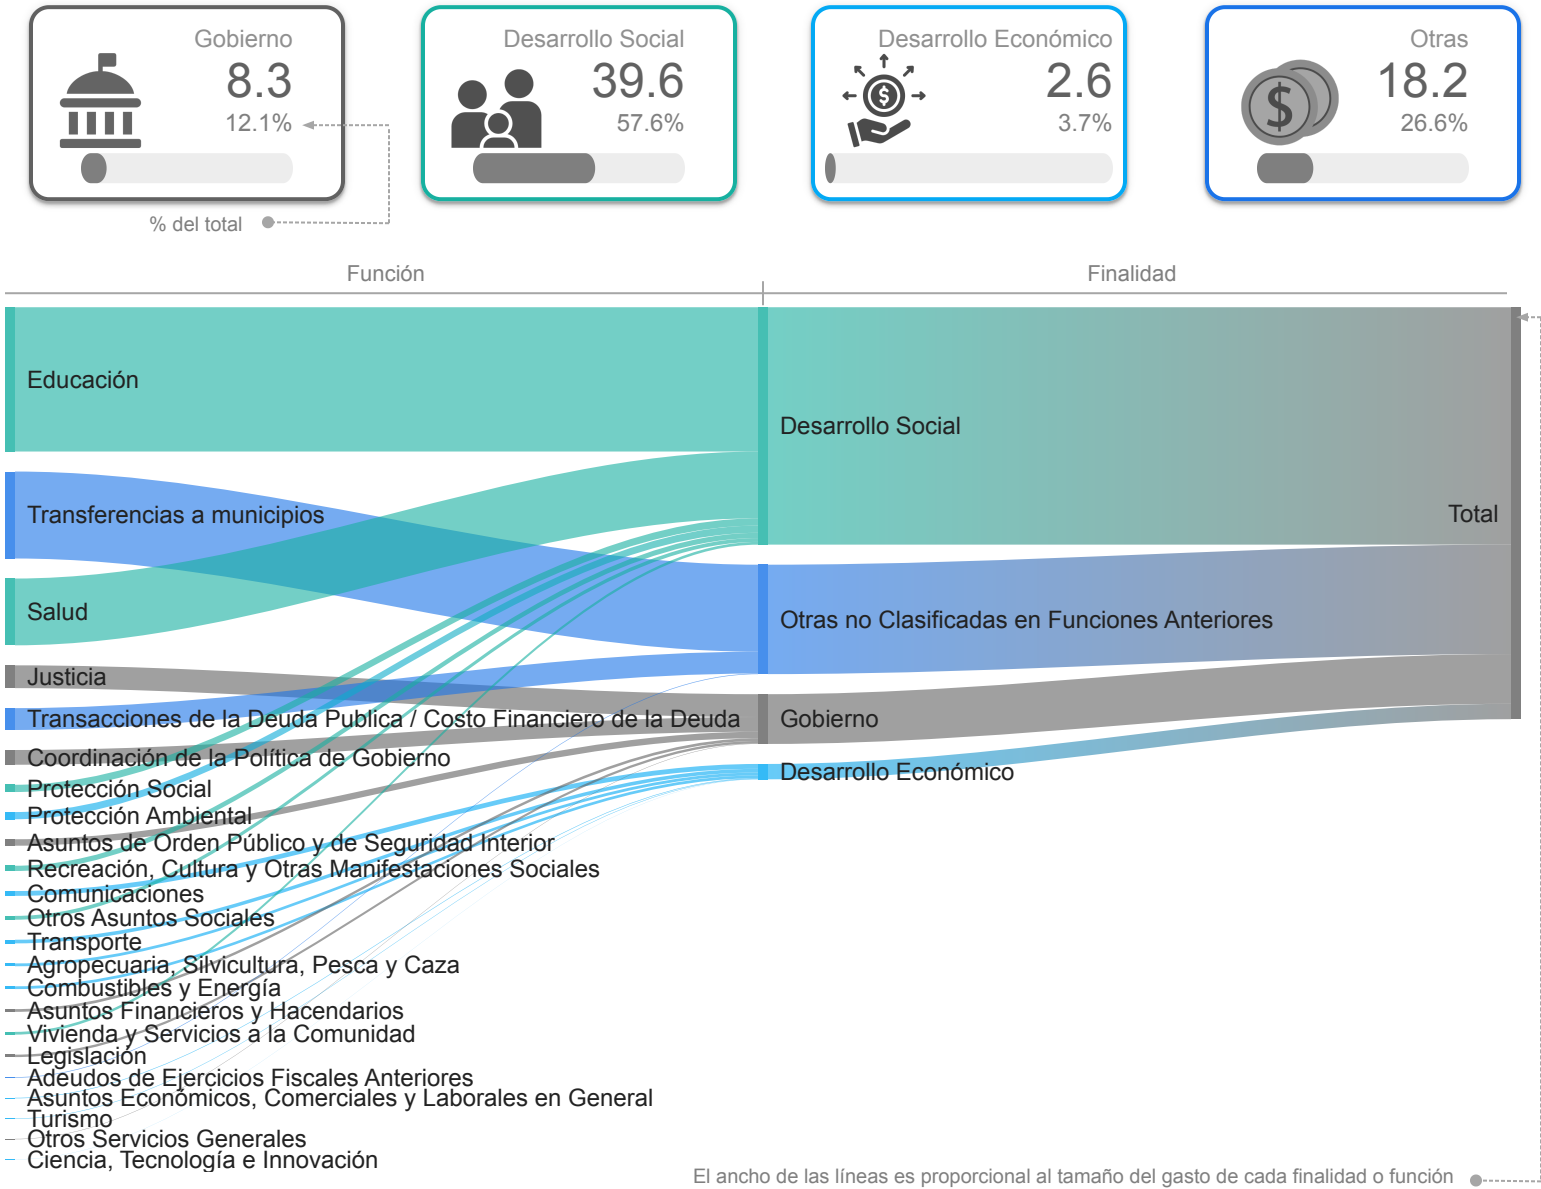 Gobierno
8.3
12.1%
Desarrollo Social
39.6
57.6%
Desarrollo Económico
2.6
3.7%
Otras
18.2
26.6%
% del total
Función
Finalidad
Educación
Transferencias a municipios
Salud
Justicia
Transacciones de la Deuda Publica / Costo Financiero de la Deuda
Coordinación de la Política de Gobierno
Protección Social
Protección Ambiental
Asuntos de Orden Público y de Seguridad Interior
Recreación, Cultura y Otras Manifestaciones Sociales
Comunicaciones
Otros Asuntos Sociales
Transporte
Agropecuaria, Silvicultura, Pesca y Caza
Combustibles y Energía
Asuntos Financieros y Hacendarios
Vivienda y Servicios a la Comunidad
Legislación
Adeudos de Ejercicios Fiscales Anteriores
Asuntos Económicos, Comerciales y Laborales en General
Turismo
Otros Servicios Generales
Ciencia, Tecnología e Innovación
Desarrollo Social
Otras no Clasificadas en Funciones Anteriores
Gobierno
Desarrollo Económico
Total
El ancho de las líneas es proporcional al tamaño del gasto de cada finalidad o función